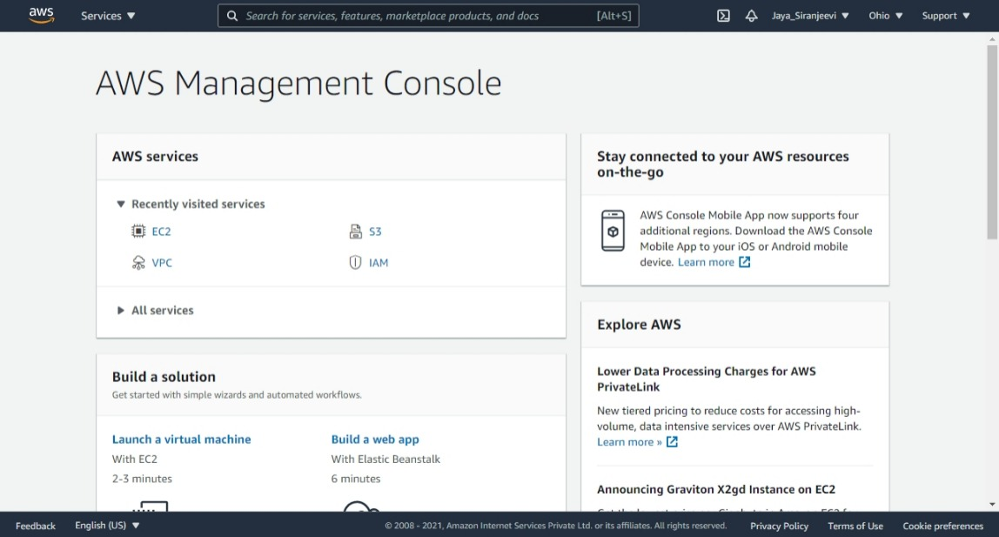 aws
Services
Search for services, features, marketplace products, and docs [Alt+S]
Jaya_Siranjeevi
Ohio
Support
AWS Management Console
AWS services
Recently visited services
EC2
S3
VPC
IAM
All services
Build a solution
Get started with simple wizards and automated workflows.
Launch a virtual machine
With EC2
2-3 minutes
Build a web app
With Elastic Beanstalk
6 minutes
Stay connected to your AWS resources
on-the-go
AWS Console Mobile App now supports four
additional regions. Download the AWS Console
Mobile App to your iOS or Android mobile
device. Learn more
Explore AWS
Lower Data Processing Charges for AWS
PrivateLink
New tiered pricing to reduce costs for accessing high-
volume, data intensive services over AWS PrivateLink.
Learn more »
Announcing Graviton X2gd Instance on EC2
Feedback
English (US)
© 2008 - 2021, Amazon Internet Services Private Ltd. or its affiliates. All rights reserved.
Privacy Policy
Terms of Use
Cookie preferences